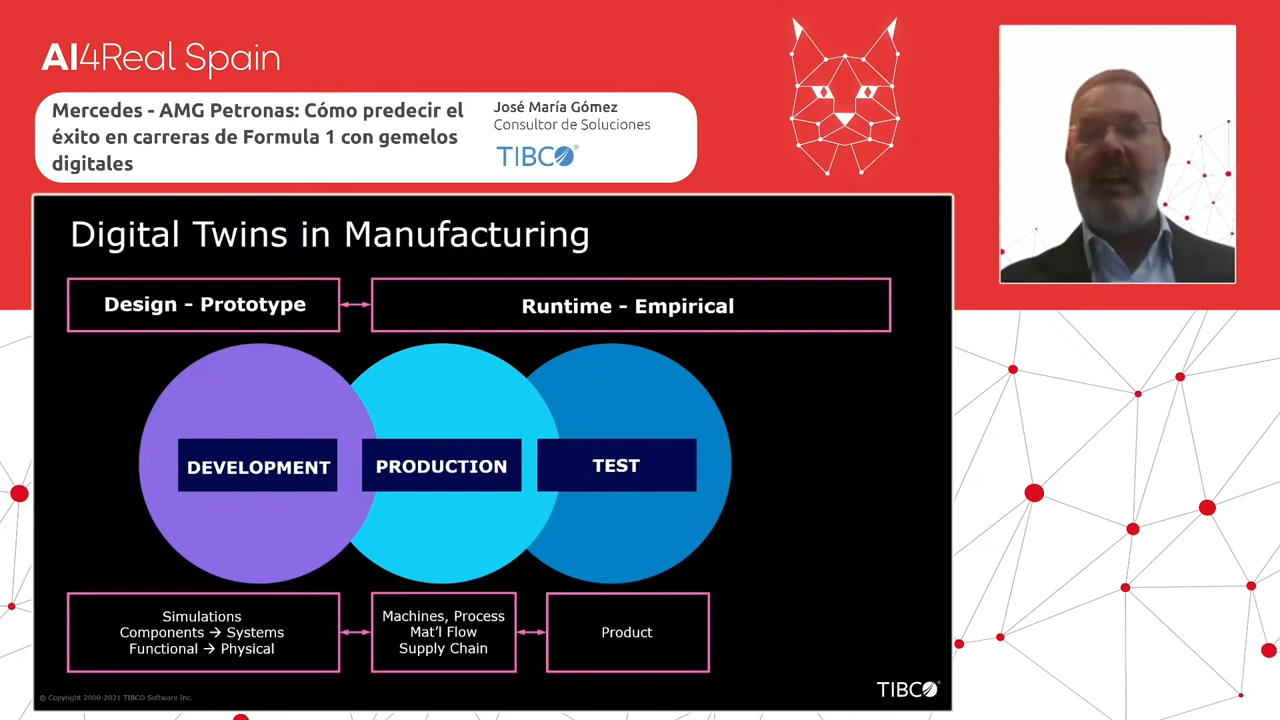 AI4Real Spain
Mercedes - AMG Petronas: Cómo predecir el
éxito en carreras de Formula 1 con gemelos
digitales
José María Gómez
Consultor de Soluciones
TIBCO®
Digital Twins in Manufacturing
Design - Prototype
Runtime - Empirical
DEVELOPMENT
PRODUCTION
TEST
Simulations
Components → Systems
Functional → Physical
Machines, Process
Mat'l Flow
Supply Chain
Product
© Copyright 2000-2021 TIBCO Software Inc.
TIBCO®